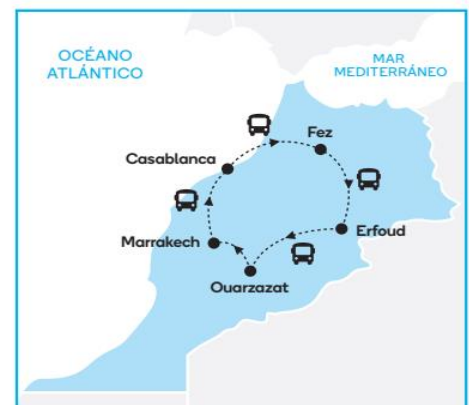 OCÉANO
ATLÁNTICO
MAR
MEDITERRÁNEO
Fez
Casablanca
Erfoud
Marrakech
Ouarzazat